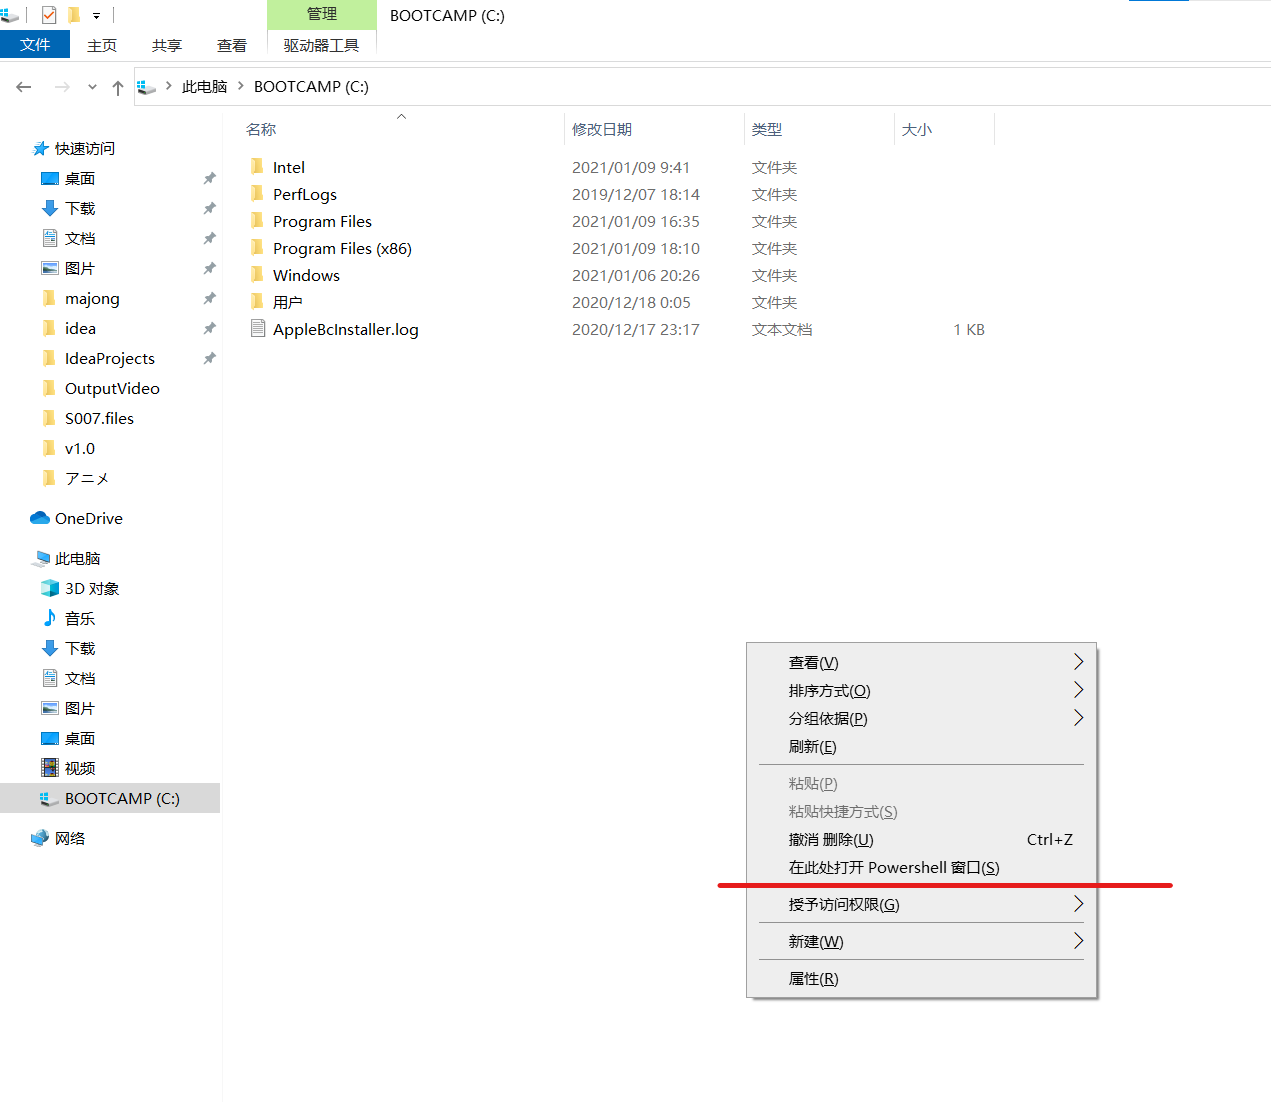 管理 BOOTCAMP (C:)
文件 主页 共享 查看 驱动器工具
此电脑 BOOTCAMP (C:)
名称 修改日期 类型 大小
快速访问
桌面
下载
文档
图片
majong
idea
IdeaProjects
OutputVideo
S007.files
v1.0
アニメ
OneDrive
此电脑
3D 对象
音乐
下载
文档
图片
桌面
视频
BOOTCAMP (C:)
网络
Intel 2021/01/09 9:41 文件夹
PerfLogs 2019/12/07 18:14 文件夹
Program Files 2021/01/09 16:35 文件夹
Program Files (x86) 2021/01/09 18:10 文件夹
Windows 2021/01/06 20:26 文件夹
用户 2020/12/18 0:05 文件夹
AppleBcInstaller.log 2020/12/17 23:17 文本文档 1 KB
查看(V)
排序方式(O)
分组依据(P)
刷新(E)
粘贴(P)
粘贴快捷方式(S)
撤消 删除(U) Ctrl+Z
在此处打开 Powershell 窗口(S)
授予访问权限(G)
新建(W)
属性(R)